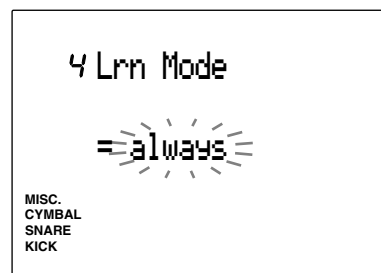 4 Lrn Mode
= always
MISC.
CYMBAL
SNARE
KICK